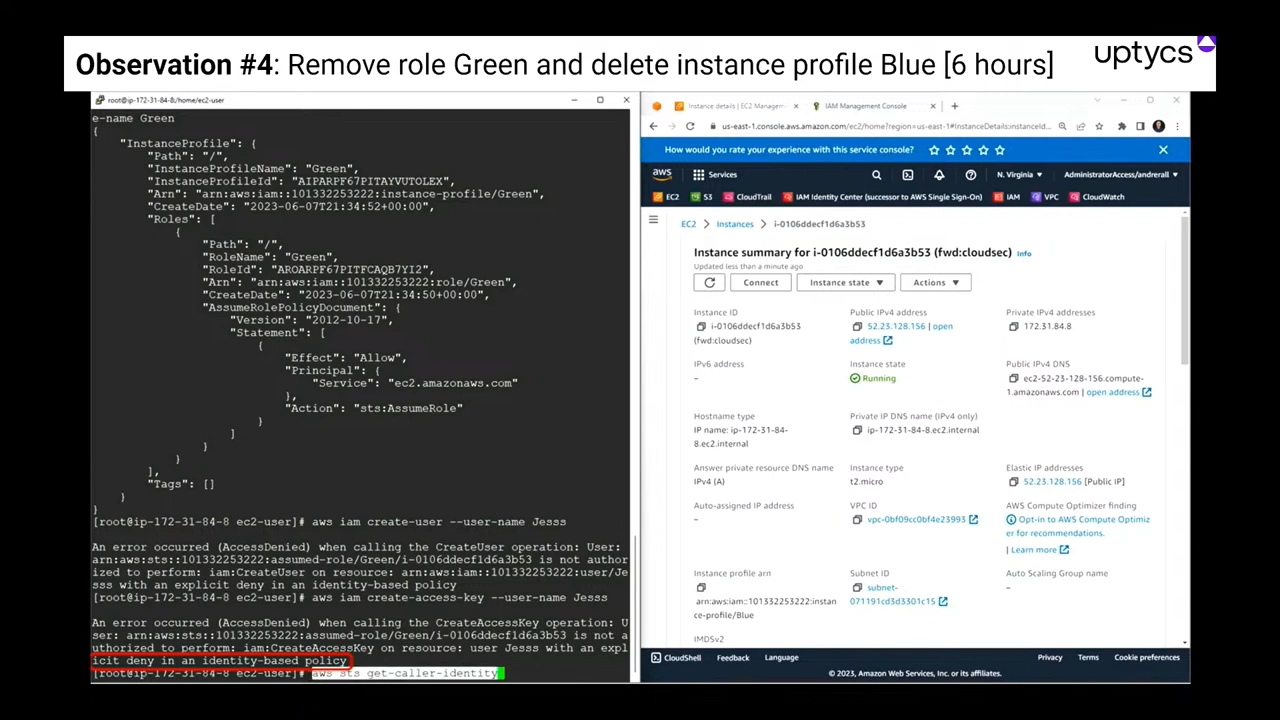 Observation #4: Remove role Green and delete instance profile Blue [6 hours]
uptycs
root@ip-172-31-84-8:/home/ec2-user
e-name Green
{
"InstanceProfile": {
"Path": "/",
"InstanceProfileName": "Green",
"InstanceProfileId": "AIPARPF67PITAYVUTOLEX",
"Arn": "arn:aws:iam::101332253222:instance-profile/Green",
"CreateDate": "2023-06-07T21:34:52+00:00",
"Roles": [
{
"Path": "/",
"RoleName": "Green",
"RoleId": "AROARPF67PITFCAQB7YI2",
"Arn": "arn:aws:iam::101332253222:role/Green",
"CreateDate": "2023-06-07T21:34:50+00:00",
"AssumeRolePolicyDocument": {
"Version": "2012-10-17",
"Statement": [
{
"Effect": "Allow",
"Principal": {
"Service": "ec2.amazonaws.com"
},
"Action": "sts:AssumeRole"
}
]
}
}
],
"Tags": []
}
}
[root@ip-172-31-84-8 ec2-user]# aws iam create-user --user-name Jesss
An error occurred (AccessDenied) when calling the CreateUser operation: User:
arn:aws:sts::101332253222:assumed-role/Green/i-0106ddecf1d6a3b53 is not author
ized to perform: iam:CreateUser on resource: arn:aws:iam::101332253222:user/Je
sss with an explicit deny in an identity-based policy
[root@ip-172-31-84-8 ec2-user]# aws iam create-access-key --user-name Jesss
An error occurred (AccessDenied) when calling the CreateAccessKey operation: U
ser: arn:aws:sts::101332253222:assumed-role/Green/i-0106ddecf1d6a3b53 is not a
uthorized to perform: iam:CreateAccessKey on resource: user Jesss with an expl
icit deny in an identity-based policy
[root@ip-172-31-84-8 ec2-user]# aws sts get-caller-identity
Instance details | EC2 Managem
IAM Management Console
us-east-1.console.aws.amazon.com/ec2/home?region=us-east-1#InstanceDetails:instanceId...
How would you rate your experience with this service console?
aws Services N. Virginia AdministratorAccess/andrerall
EC2 S3 CloudTrail IAM Identity Center (successor to AWS Single Sign-On) IAM VPC CloudWatch
EC2 > Instances > i-0106ddecf1d6a3b53
Instance summary for i-0106ddecf1d6a3b53 (fwd:cloudsec) Info
Updated less than a minute ago
Connect Instance state Actions
Instance ID
i-0106ddecf1d6a3b53
(fwd:cloudsec)
Public IPv4 address
52.23.128.156 | open
address
Private IPv4 addresses
172.31.84.8
IPv6 address
–
Instance state
Running
Public IPv4 DNS
ec2-52-23-128-156.compute-
1.amazonaws.com | open address
Hostname type
IP name: ip-172-31-84-
8.ec2.internal
Private IP DNS name (IPv4 only)
ip-172-31-84-8.ec2.internal
Answer private resource DNS name
IPv4 (A)
Instance type
t2.micro
Elastic IP addresses
52.23.128.156 [Public IP]
Auto-assigned IP address
–
VPC ID
vpc-0bf09cc0bf4e23993
AWS Compute Optimizer finding
Opt-in to AWS Compute Optimiz
er for recommendations.
| Learn more
Instance profile arn
arn:aws:iam::101332253222:instan
ce-profile/Blue
Subnet ID
subnet-
071191cd3d3301c15
Auto Scaling Group name
–
IMDSv2
CloudShell Feedback Language Privacy Terms Cookie preferences
© 2023, Amazon Web Services, Inc. or its affiliates.